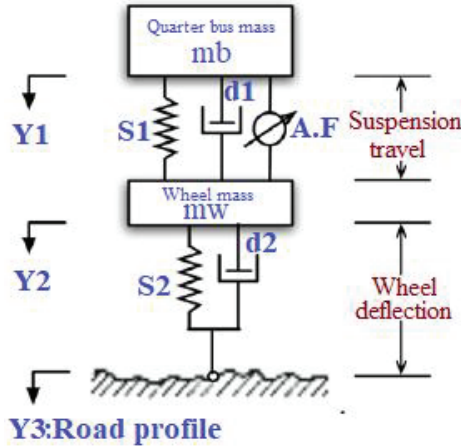 Quarter bus mass
mb
Y1
S1
d1
A.F
Suspension
travel
Wheel mass
mw
Y2
S2
d2
Wheel
deflection
Y3:Road profile